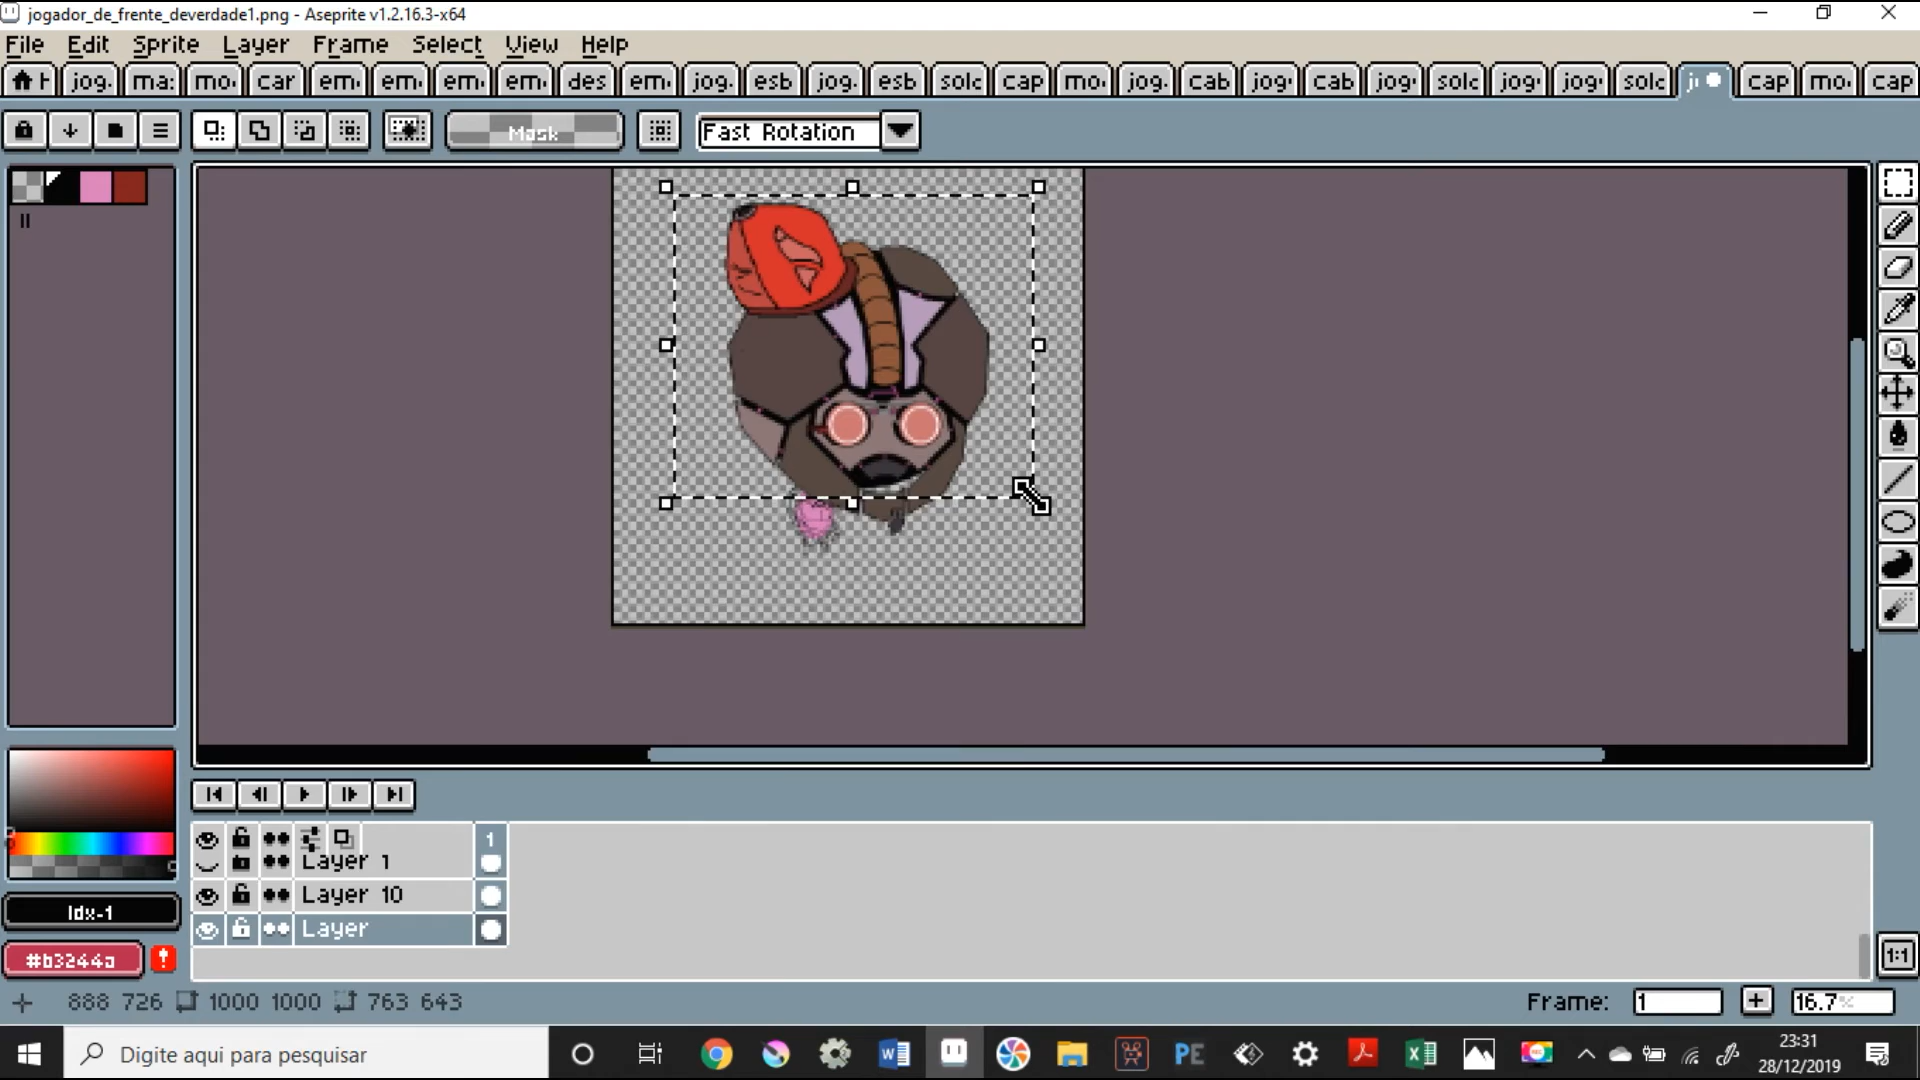 jogador_de_frente_deverdade1.png - Aseprite v1.2.16.3-x64
File Edit Sprite Layer Frame Select View Help
jog. ma: mo. car em. em. em. em. des em. jog. esb jog. esb solc cap mo. jog. cab jog cab jog solc jog jog solc cap mo. cap
Mask Fast Rotation
1
Layer 1
Layer 10
Layer
Idx-1
#b3244a
888 726 1000 1000 763 643 Frame: 1 16.7% 1:1
Digite aqui para pesquisar
PE
23:31
28/12/2019